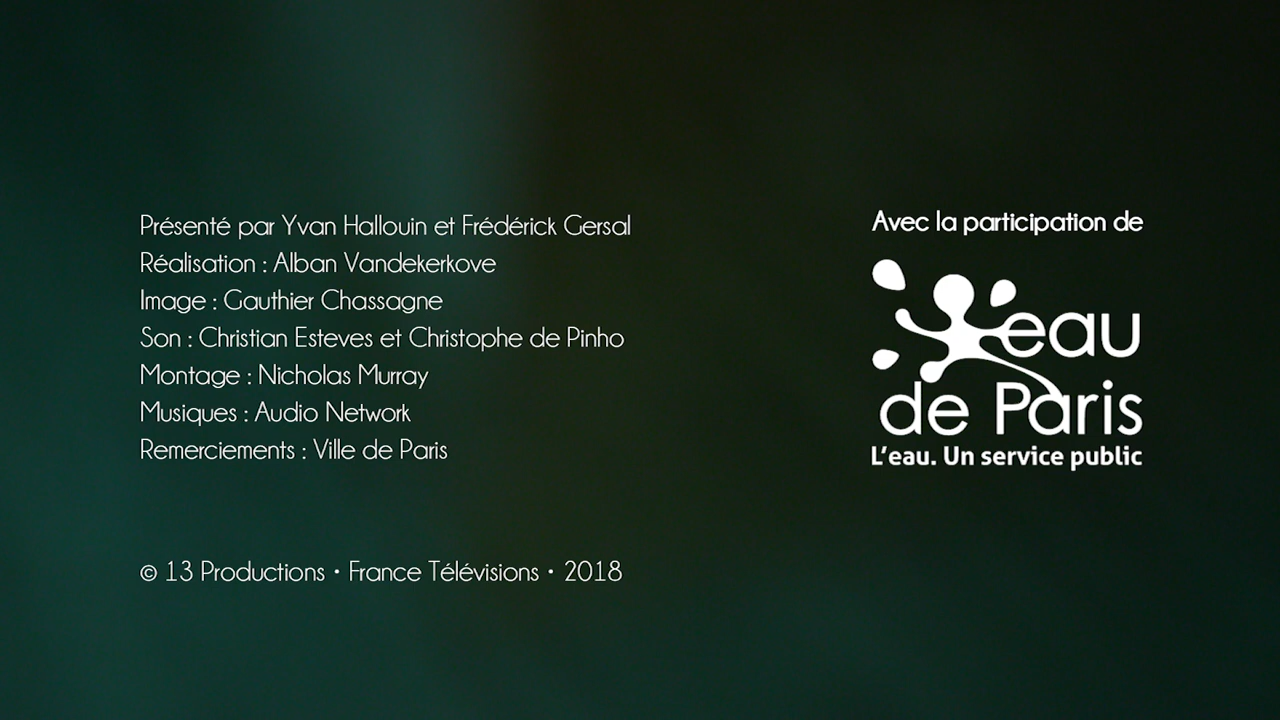 Présenté par Yvan Hallouin et Frédérick Gersal
Réalisation : Alban Vandekerkove
Image : Gauthier Chassagne
Son : Christian Esteves et Christophe de Pinho
Montage : Nicholas Murray
Musiques : Audio Network
Remerciements : Ville de Paris
© 13 Productions • France Télévisions • 2018
Avec la participation de
eau
de Paris
L'eau. Un service public